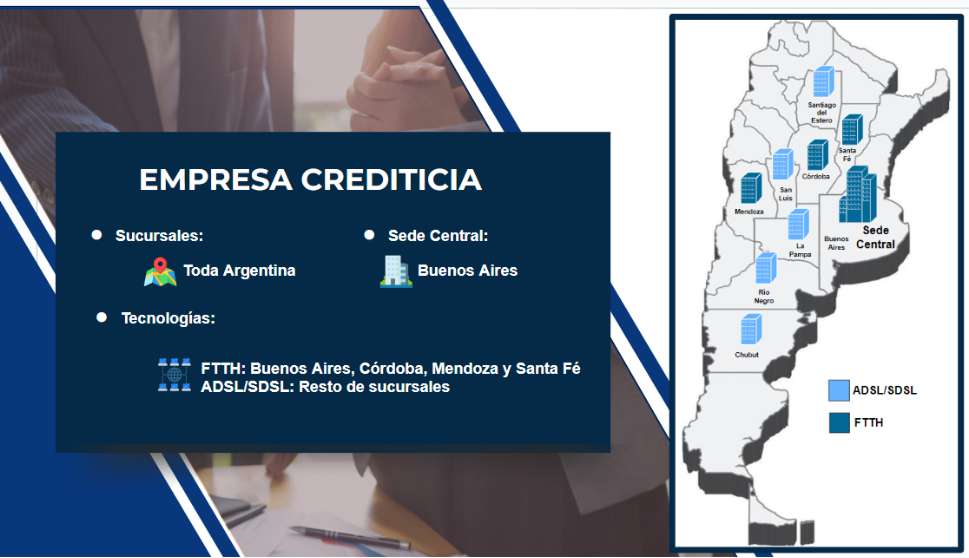 EMPRESA CREDITICIA
Sucursales:
Toda Argentina
Sede Central:
Buenos Aires
Tecnologías:
FTTH: Buenos Aires, Córdoba, Mendoza y Santa Fé
ADSL/SDSL: Resto de sucursales
Santiago
del
Estero
Santa
Fé
Córdoba
San
Luis
Mendoza
Sede
Central
Buenos
Aires
La
Pampa
Rio
Negro
Chubut
ADSL/SDSL
FTTH